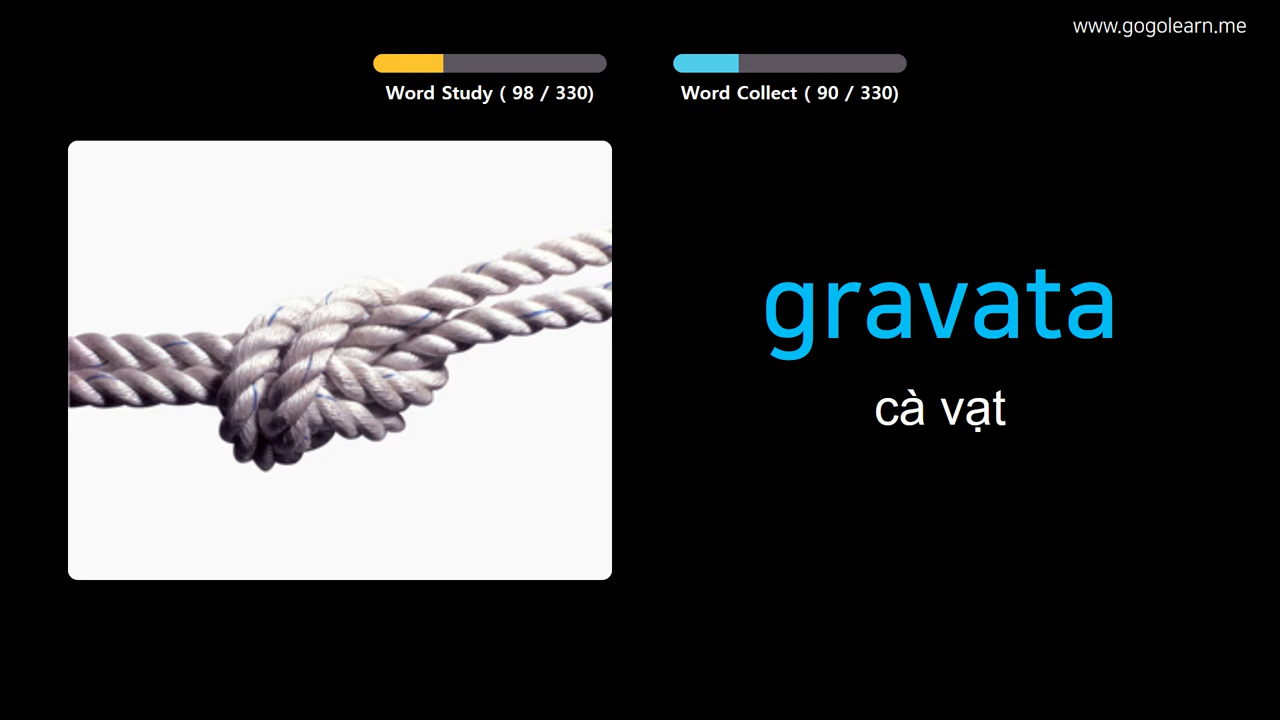 www.gogolearn.me
Word Study ( 98 / 330)
Word Collect ( 90 / 330)
gravata
cà vạt